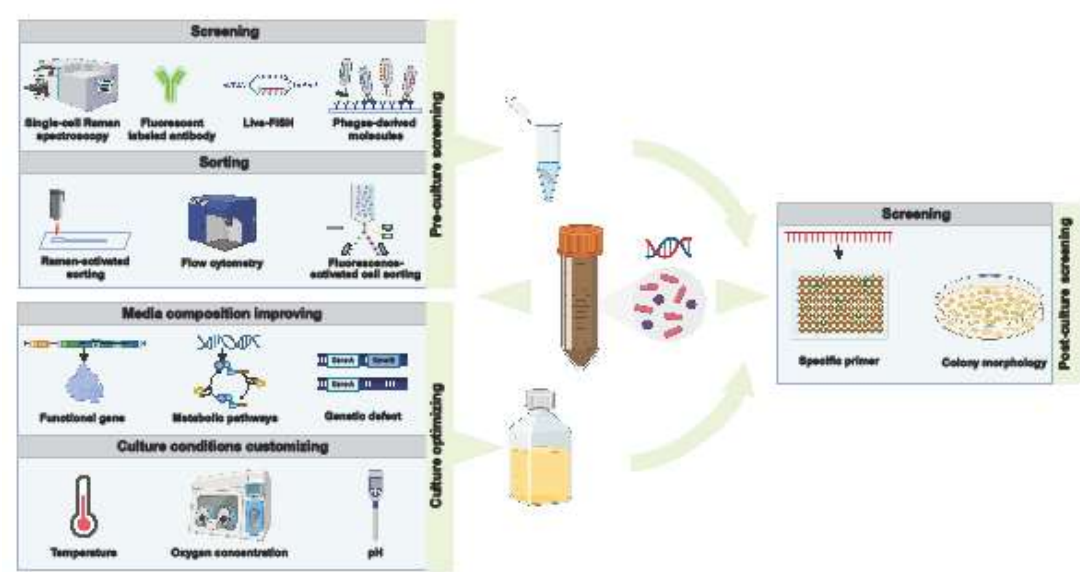 Screening
Single-cell Raman
spectroscopy
Fluorescent
labeled antibody
Live-FISH
Phages-derived
molecules
Sorting
Raman-activated
sorting
Flow cytometry
Fluorescence-
activated cell sorting
Pre-culture screening
Media composition improving
Functional gene
Metabolic pathways
Genetic defect
Culture conditions customizing
Temperature
Oxygen concentration
pH
Culture optimizing
Screening
Specific primer
Colony morphology
Post-culture screening